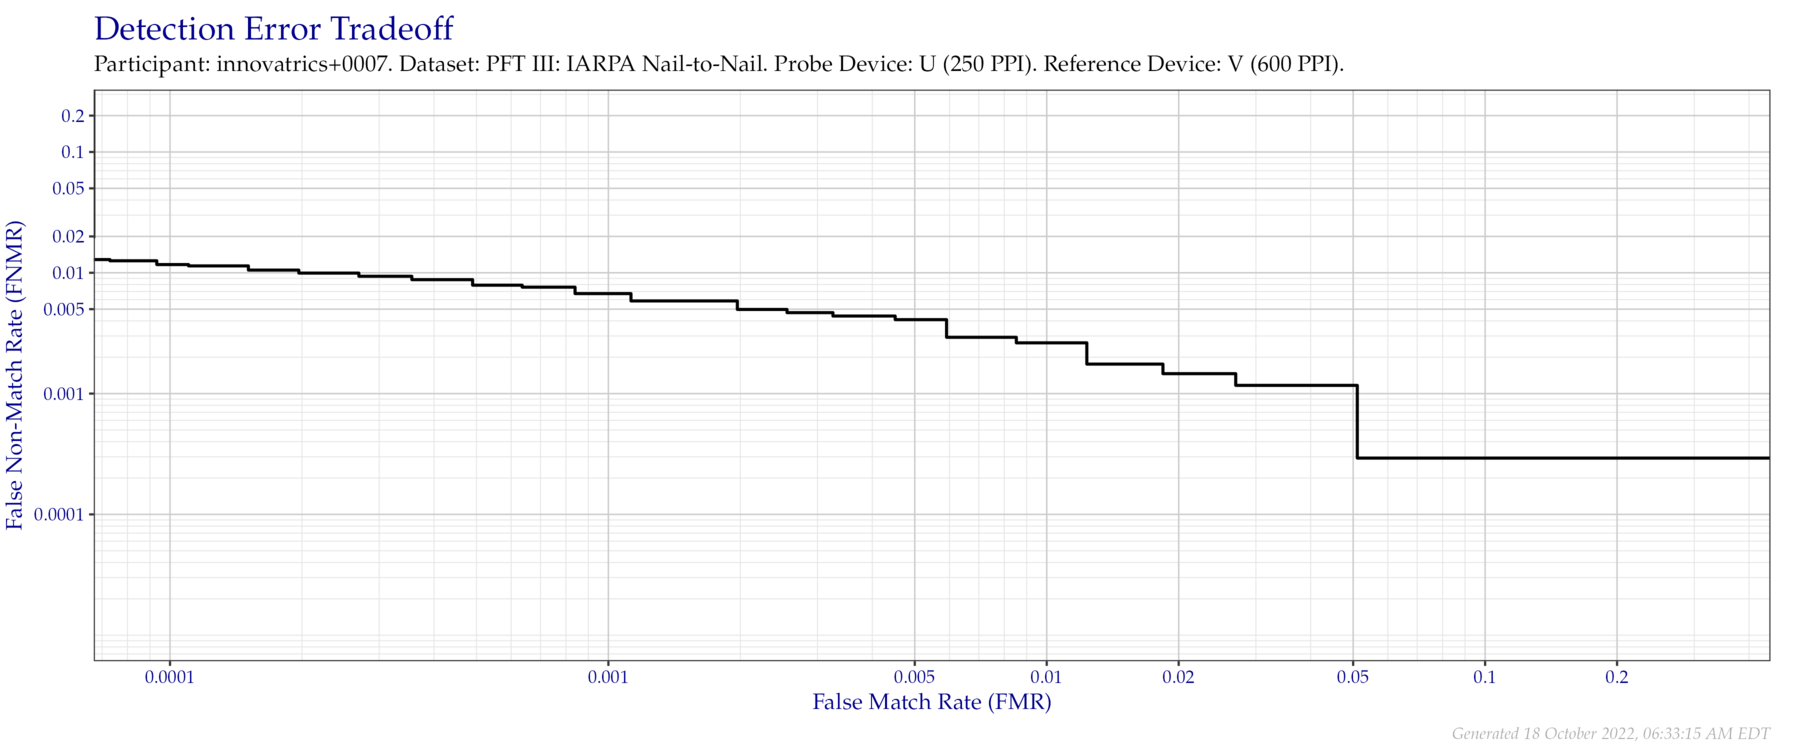 Detection Error Tradeoff
Participant: innovatrics+0007. Dataset: PFT III: IARPA Nail-to-Nail. Probe Device: U (250 PPI). Reference Device: V (600 PPI).
False Non-Match Rate (FNMR)
0.2
0.1
0.05
0.02
0.01
0.005
0.001
0.0001
0.0001 0.001 0.005 0.01 0.02 0.05 0.1 0.2
False Match Rate (FMR)
Generated 18 October 2022, 06:33:15 AM EDT